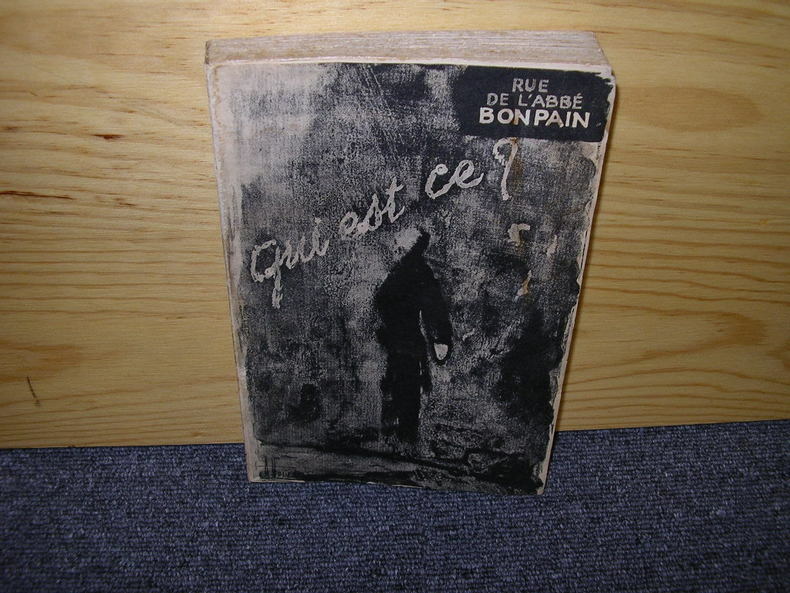 RUE
DE L'ABBÉ
BONPAIN
qui est ce ?